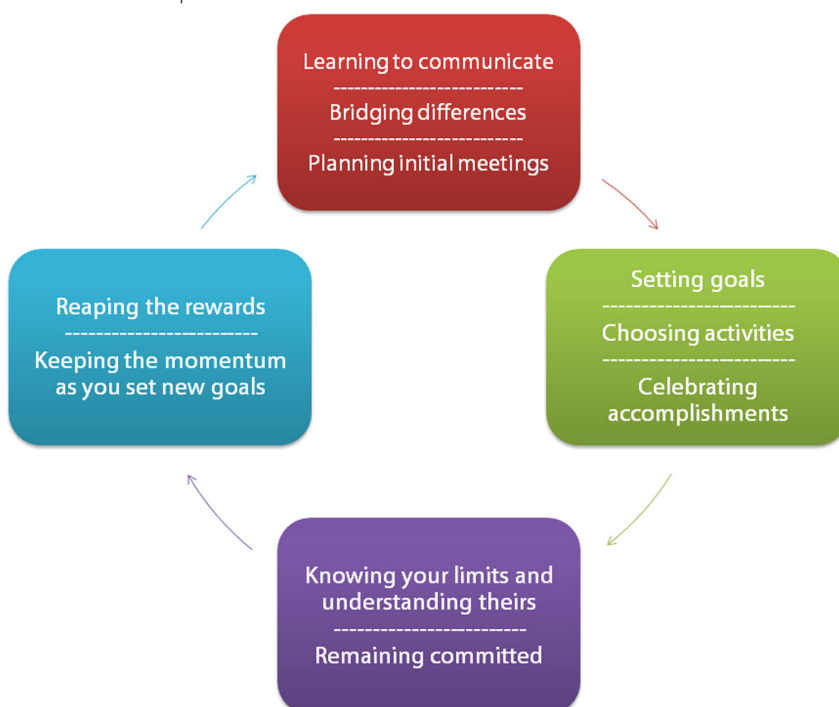 Learning to communicate
---------------------------
Bridging differences
---------------------------
Planning initial meetings
Setting goals
-------------------------
Choosing activities
-------------------------
Celebrating
accomplishments
Knowing your limits and
understanding theirs
-------------------------
Remaining committed
Reaping the rewards
-------------------------
Keeping the momentum
as you set new goals